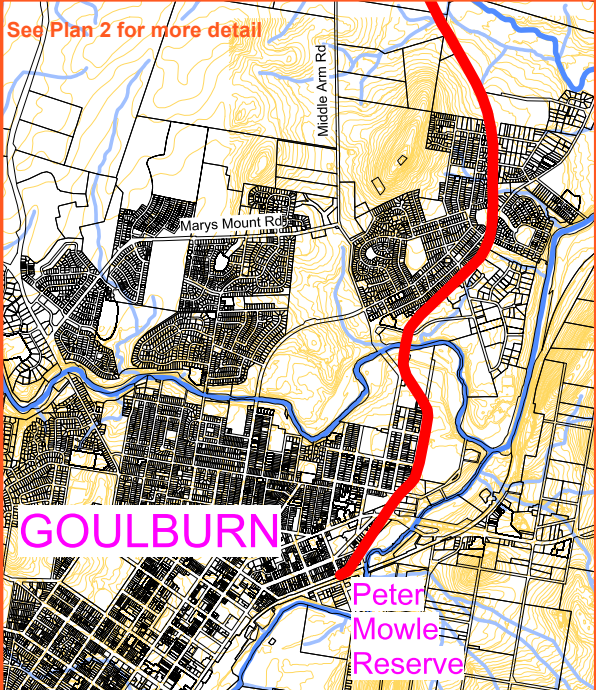 See Plan 2 for more detail
Middle Arm Rd
Marys Mount Rd
GOULBURN
Peter
Mowle
Reserve